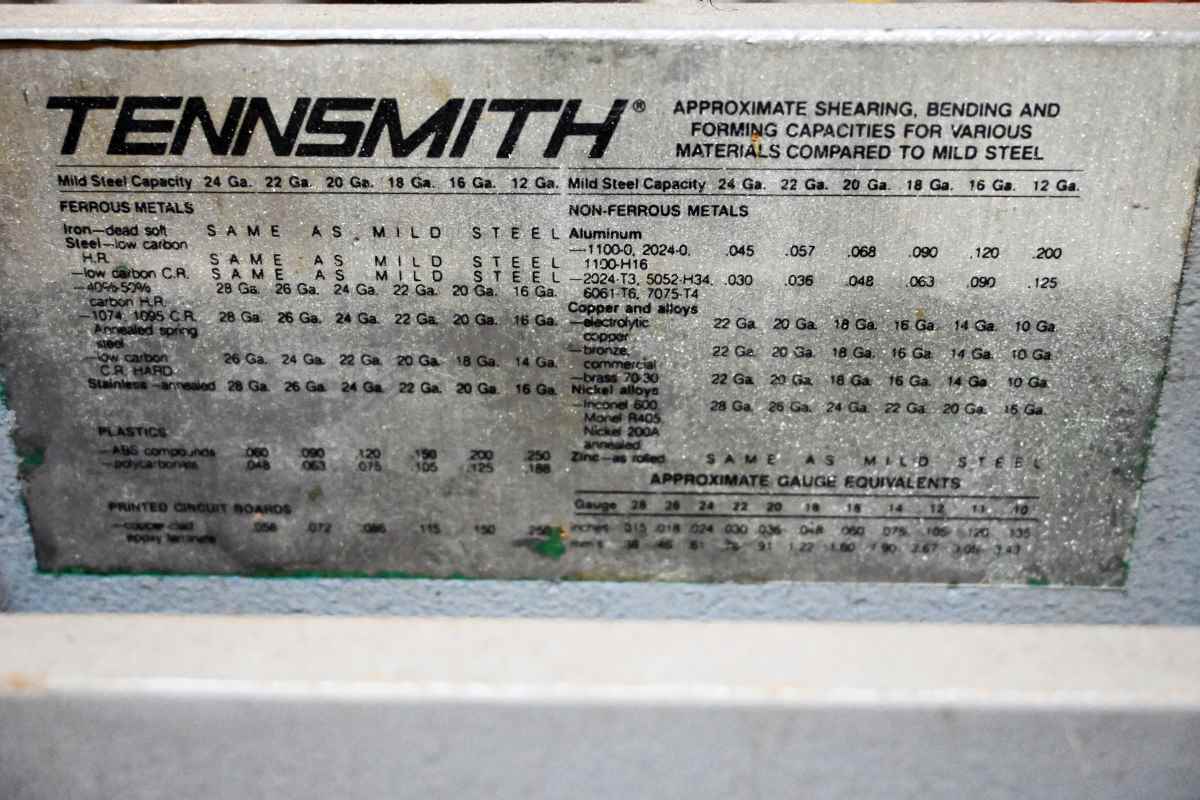 TENNSMITH®
APPROXIMATE SHEARING, BENDING AND
FORMING CAPACITIES FOR VARIOUS
MATERIALS COMPARED TO MILD STEEL
Mild Steel Capacity 24 Ga. 22 Ga. 20 Ga. 18 Ga. 16 Ga. 12 Ga.
FERROUS METALS
Iron—dead soft SAME AS MILD STEEL
Steel—low carbon
H.R. SAME AS MILD STEEL
—low carbon C.R. SAME AS MILD STEEL
—40%-50% 28 Ga. 26 Ga. 24 Ga. 22 Ga. 20 Ga. 16 Ga.
carbon H.R.
—1074, 1095 C.R. 28 Ga. 26 Ga. 24 Ga. 22 Ga. 20 Ga. 16 Ga.
Annealed spring
steel
—low carbon 26 Ga. 24 Ga. 22 Ga. 20 Ga. 18 Ga. 14 Ga.
C.R. HARD
Stainless—annealed 28 Ga. 26 Ga. 24 Ga. 22 Ga. 20 Ga. 16 Ga.
PLASTICS
—ABS compounds .060 .090 .120 .150 .200 .250
—polycarbonies .048 .063 .075 .105 .125 .188
PRINTED CIRCUIT BOARDS
—copper-clad .056 .072 .086 .115 .150
epoxy laminate
Mild Steel Capacity 24 Ga. 22 Ga. 20 Ga. 18 Ga. 16 Ga. 12 Ga.
NON-FERROUS METALS
Aluminum
—1100-0, 2024-0, .045 .057 .068 .090 .120 .200
1100-H16
—2024-T3, 5052-H34, .030 .036 .048 .063 .090 .125
6061-T6, 7075-T4
Copper and alloys
—electrolytic 22 Ga. 20 Ga. 18 Ga. 16 Ga. 14 Ga. 10 Ga.
copper
—bronze, 22 Ga. 20 Ga. 18 Ga. 16 Ga. 14 Ga. 10 Ga.
commercial
—brass 70-30 22 Ga. 20 Ga. 18 Ga. 16 Ga. 14 Ga. 10 Ga.
Nickel alloys
—Inconel 600 28 Ga. 26 Ga. 24 Ga. 22 Ga. 20 Ga. 16 Ga.
Monel R405
Nickel 200A
annealed
Zinc—as rolled SAME AS MILD STEEL
APPROXIMATE GAUGE EQUIVALENTS
Gauge 28 26 24 22 20 18 16 14 12 11 10
inches .015 .018 .024 .030 .036 .048 .060 .075 .105 .120 .135
mm's .38 .46 .61 .76 .91 1.22 1.90 2.67 3.05 3.43